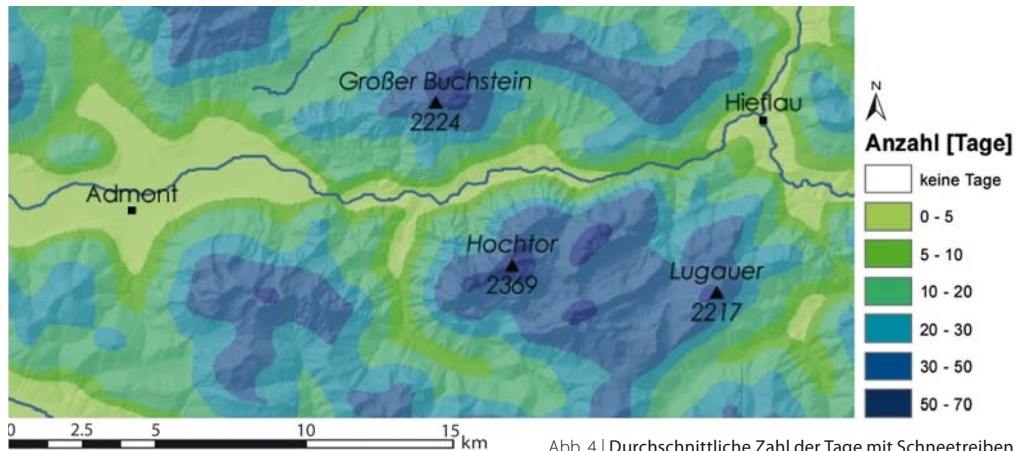 Großer Buchstein
2224
Hieflau
Admont
Hochtor
2369
Lugauer
2217
N
Anzahl [Tage]
keine Tage
0 - 5
5 - 10
10 - 20
20 - 30
30 - 50
50 - 70
0 2.5 5 10 15 km
Abb. 4 | Durchschnittliche Zahl der Tage mit Schneetreiben